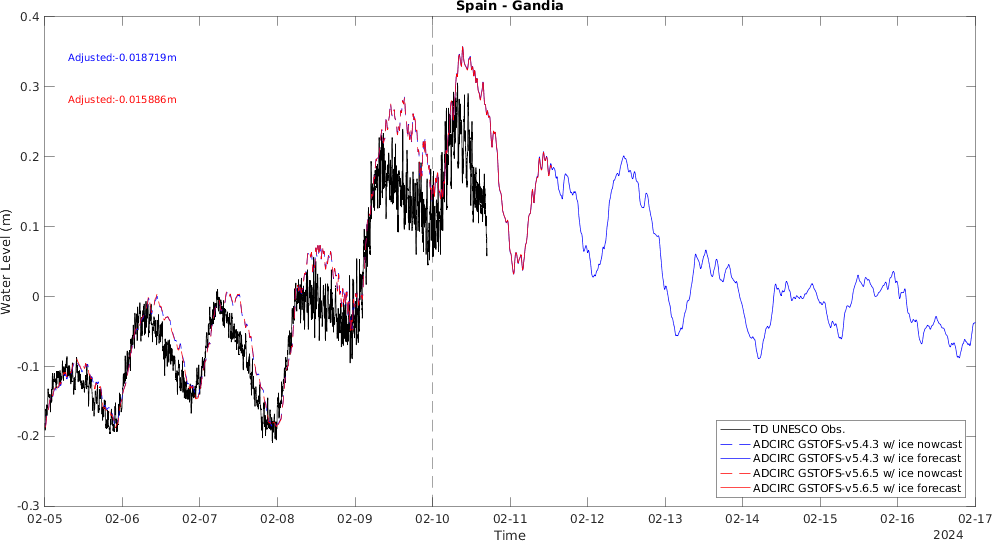 Spain - Gandia
Adjusted:-0.018719m
Adjusted:-0.015886m
Water Level (m)
0.4
0.3
0.2
0.1
0
-0.1
-0.2
-0.3
TD UNESCO Obs.
ADCIRC GSTOFS-v5.4.3 w/ ice nowcast
ADCIRC GSTOFS-v5.4.3 w/ ice forecast
ADCIRC GSTOFS-v5.6.5 w/ ice nowcast
ADCIRC GSTOFS-v5.6.5 w/ ice forecast
02-05 02-06 02-07 02-08 02-09 02-10 02-11 02-12 02-13 02-14 02-15 02-16 02-17
Time
2024